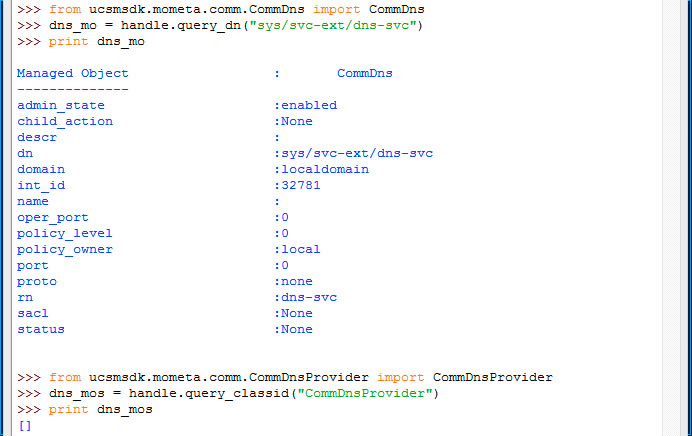 >>> from ucsmsdk.mometa.comm.CommDns import CommDns
>>> dns_mo = handle.query_dn("sys/svc-ext/dns-svc")
>>> print dns_mo
Managed Object : CommDns
--------------
admin_state :enabled
child_action :None
descr :
dn :sys/svc-ext/dns-svc
domain :localdomain
int_id :32781
name :
oper_port :0
policy_level :0
policy_owner :local
port :0
proto :none
rn :dns-svc
sacl :None
status :None
>>> from ucsmsdk.mometa.comm.CommDnsProvider import CommDnsProvider
>>> dns_mos = handle.query_classid("CommDnsProvider")
>>> print dns_mos
[]